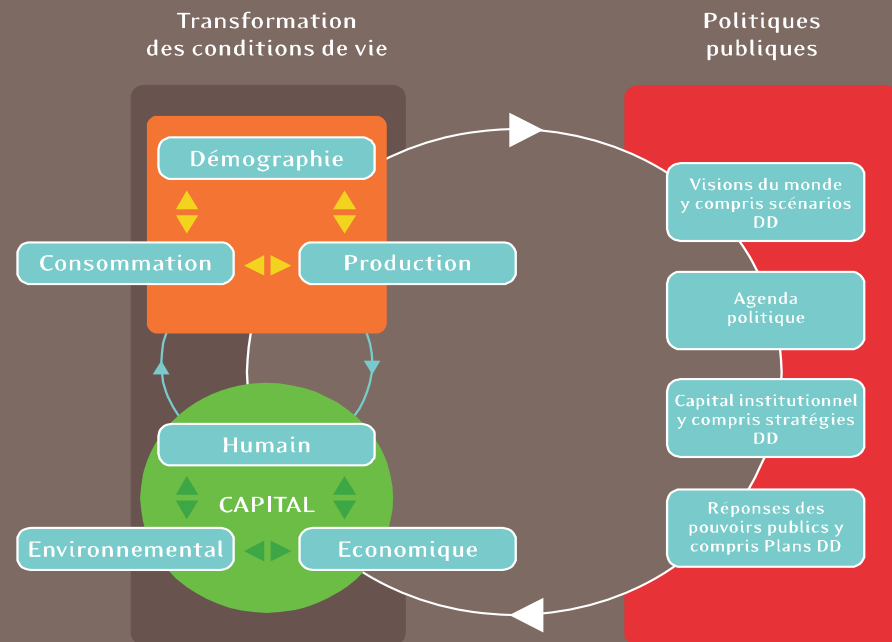 Transformation
des conditions de vie
Politiques
publiques
Démographie
Consommation
Production
Humain
CAPITAL
Environnemental
Economique
Visions du monde
y compris scénarios
DD
Agenda
politique
Capital institutionnel
y compris stratégies
DD
Réponses des
pouvoirs publics y
compris Plans DD